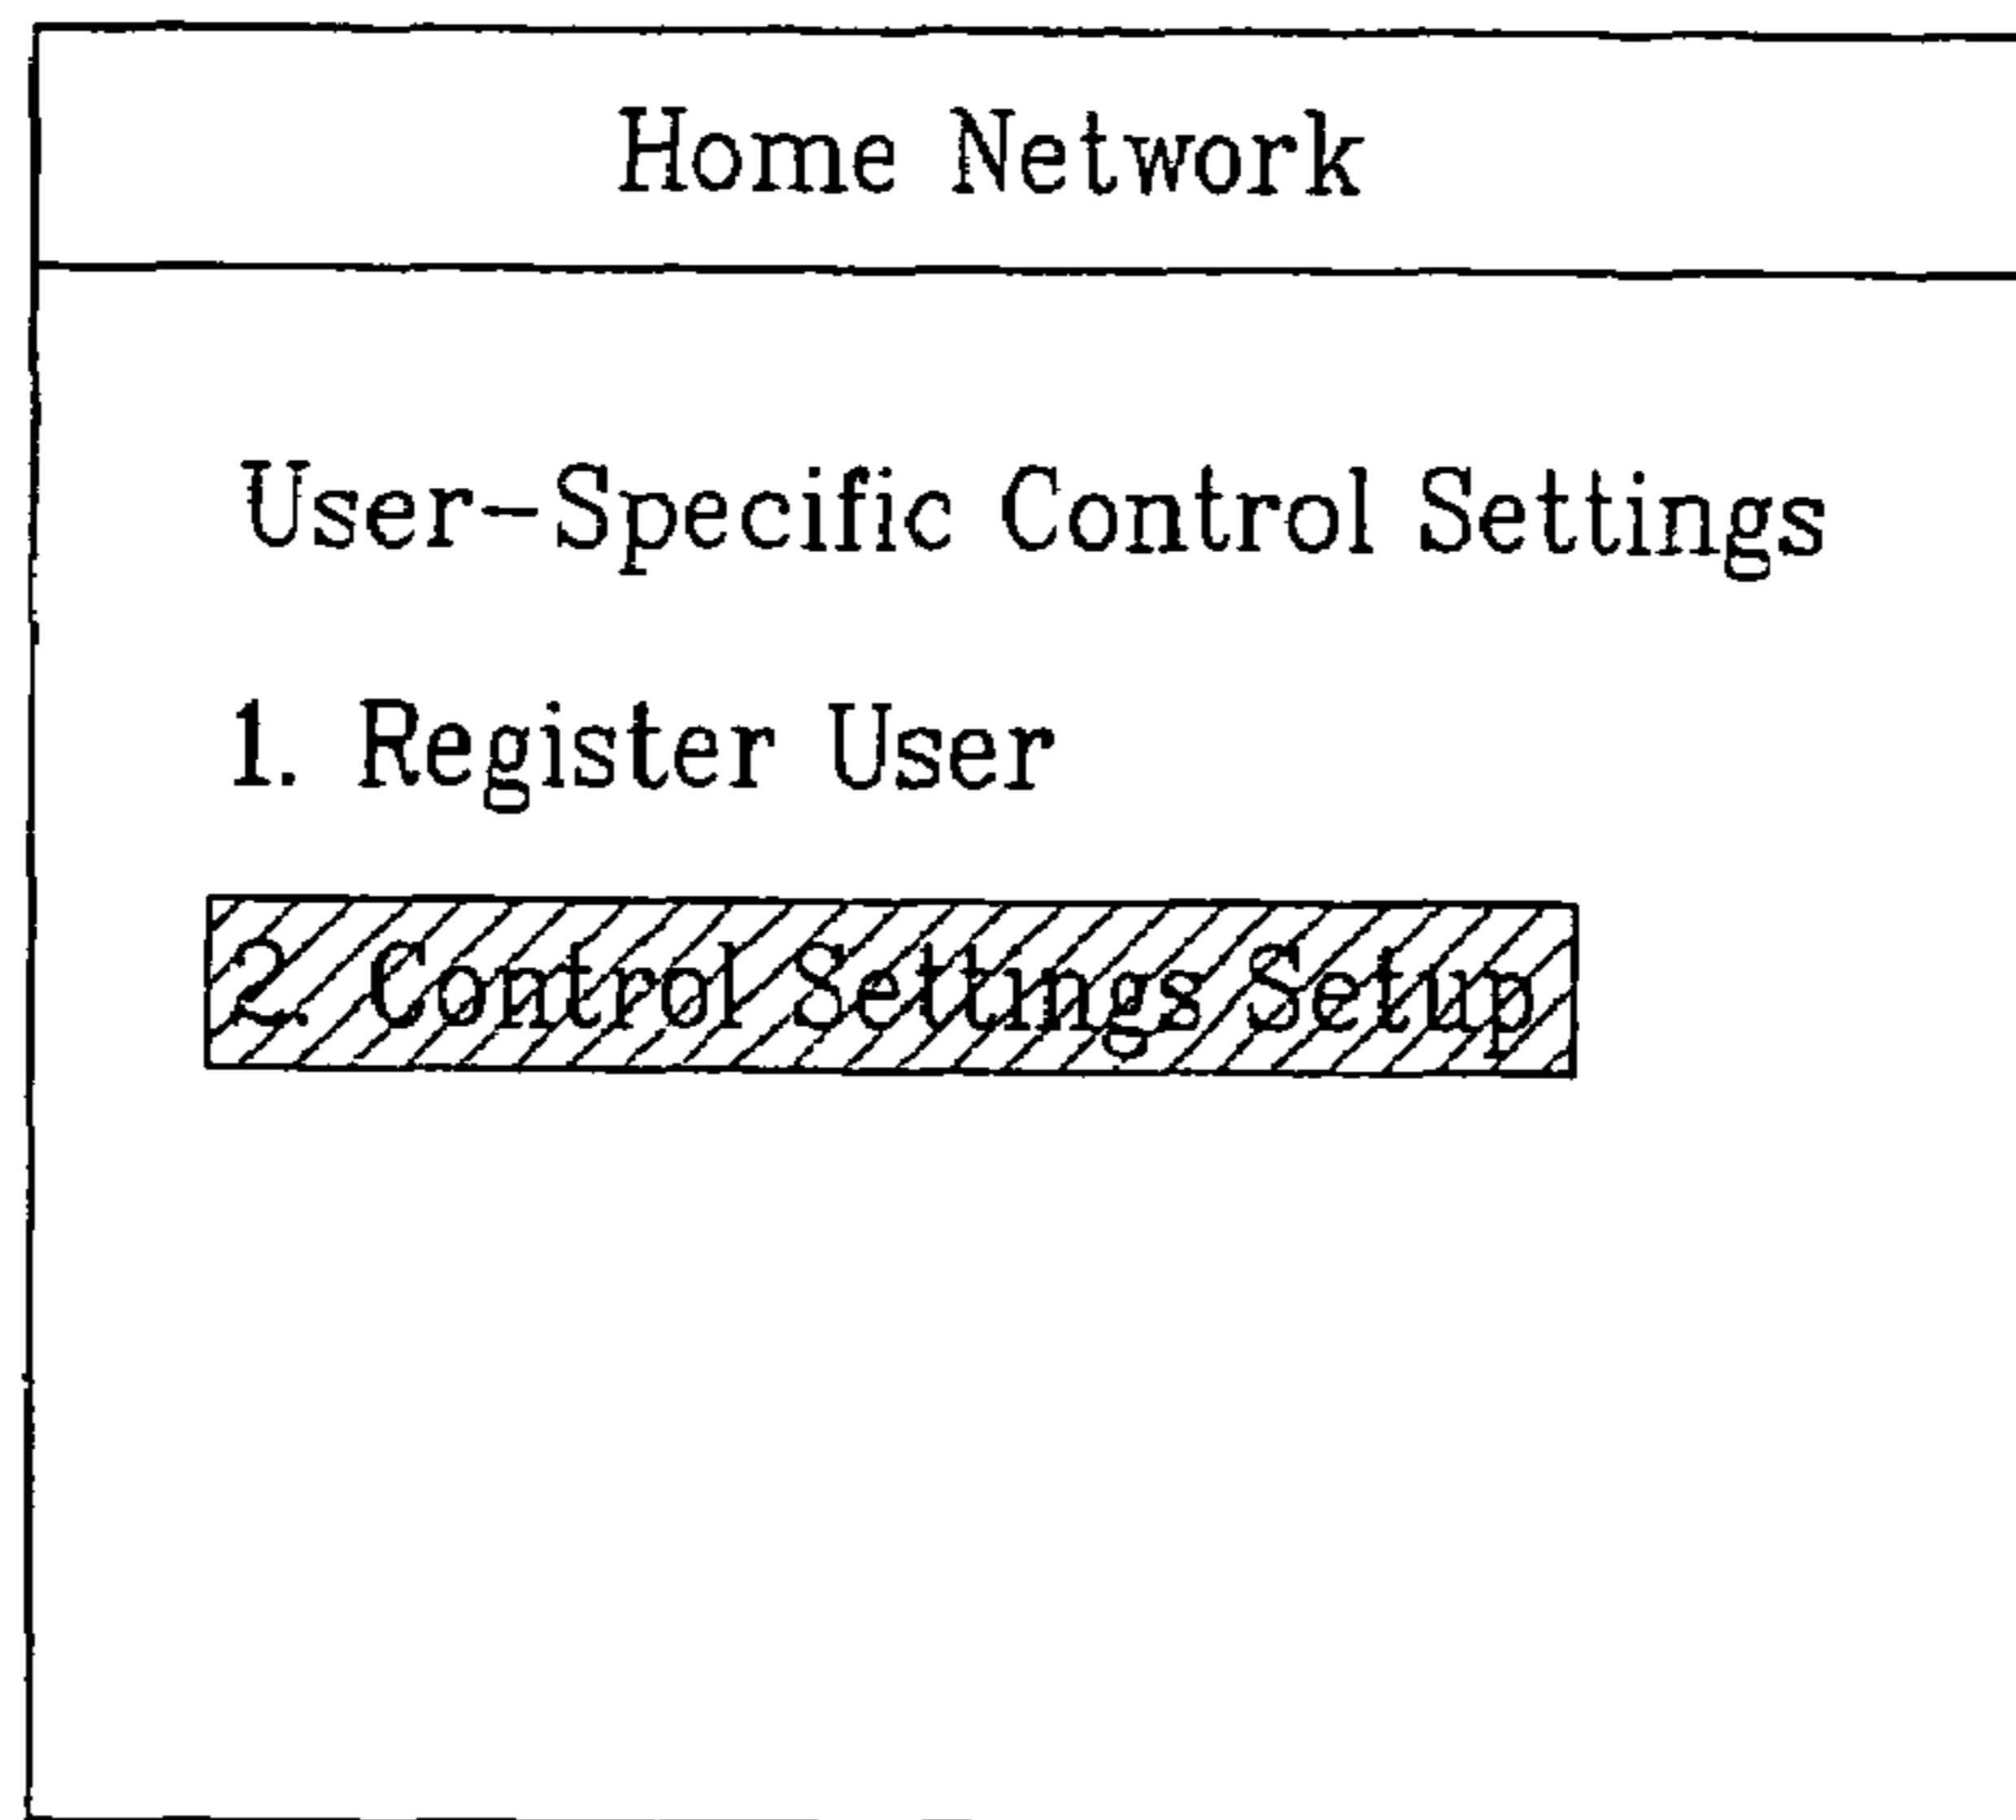 Home Network
User-Specific Control Settings
1. Register User
2. Control Settings Setup